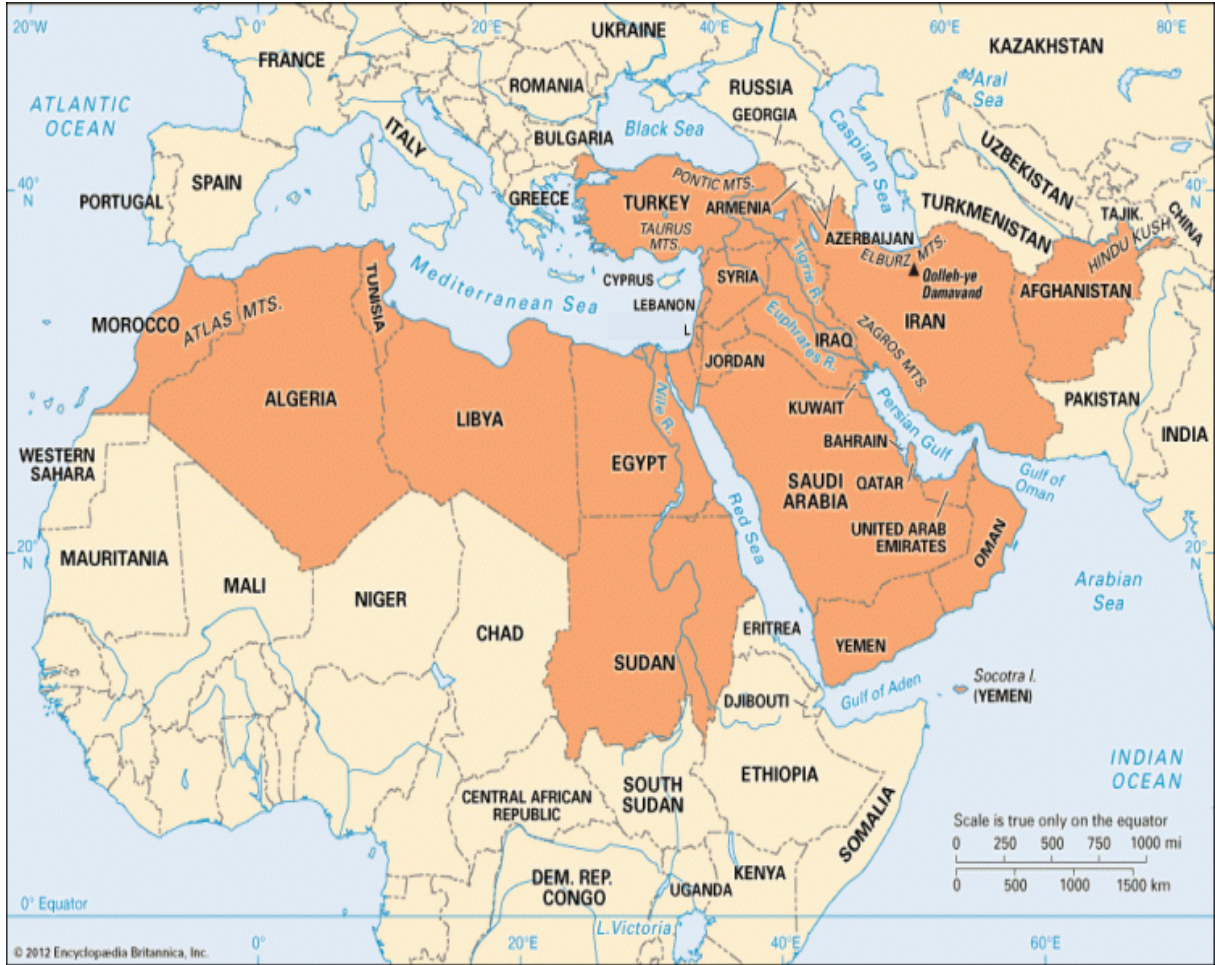 20°W
0°
20°E
40°E
60°E
80°E
UKRAINE
KAZAKHSTAN
FRANCE
ROMANIA
RUSSIA
Aral
Sea
ATLANTIC
OCEAN
GEORGIA
Caspian Sea
ITALY
BULGARIA
Black Sea
UZBEKISTAN
40°
N
PORTUGAL
SPAIN
GREECE
TURKEY
PONTIC MTS.
ARMENIA
TAURUS
MTS.
AZERBAIJAN
TURKMENISTAN
TAJIK.
CHINA
40°
N
HINDU KUSH
ELBURZ MTS.
Qolleh-ye
Damavand
Mediterranean Sea
CYPRUS
SYRIA
Tigris R.
AFGHANISTAN
TUNISIA
LEBANON
L
MOROCCO
ATLAS MTS.
Euphrates R.
IRAQ
IRAN
ZAGROS MTS.
JORDAN
ALGERIA
LIBYA
Nile R.
KUWAIT
PAKISTAN
Persian Gulf
BAHRAIN
INDIA
WESTERN
SAHARA
EGYPT
SAUDI
ARABIA
QATAR
Gulf of
Oman
Red Sea
UNITED ARAB
EMIRATES
OMAN
20°
N
MAURITANIA
MALI
NIGER
20°
N
Arabian
Sea
CHAD
ERITREA
YEMEN
SUDAN
Socotra I.
(YEMEN)
DJIBOUTI
Gulf of Aden
INDIAN
OCEAN
ETHIOPIA
SOUTH
SUDAN
CENTRAL AFRICAN
REPUBLIC
SOMALIA
Scale is true only on the equator
0 250 500 750 1000 mi
0 500 1000 1500 km
KENYA
DEM. REP.
CONGO
UGANDA
0° Equator
L.Victoria
© 2012 Encyclopædia Britannica, Inc.
0°
20°E
40°E
60°E